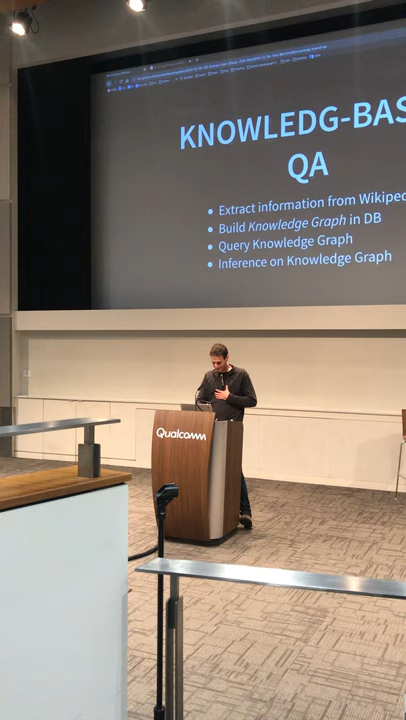 KNOWLEDG-BAS
QA
Extract information from Wikiped
Build Knowledge Graph in DB
Query Knowledge Graph
Inference on Knowledge Graph
Qualcomm